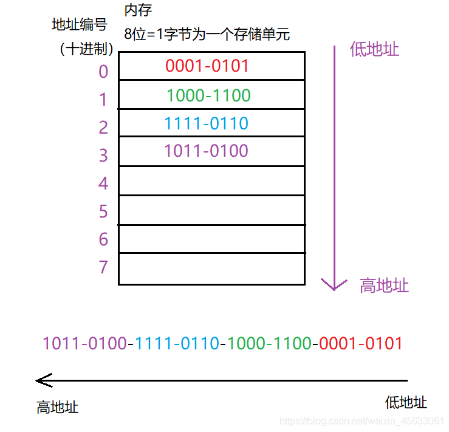 内存
地址编号
8位=1字节为一个存储单元
（十进制）
0 0001-0101
低地址
1 1000-1100
2 1111-0110
3 1011-0100
4
5
6
7
高地址
1011-0100-1111-0110-1000-1100-0001-0101
高地址
低地址
https://blog.csdn.net/weixin_45633061